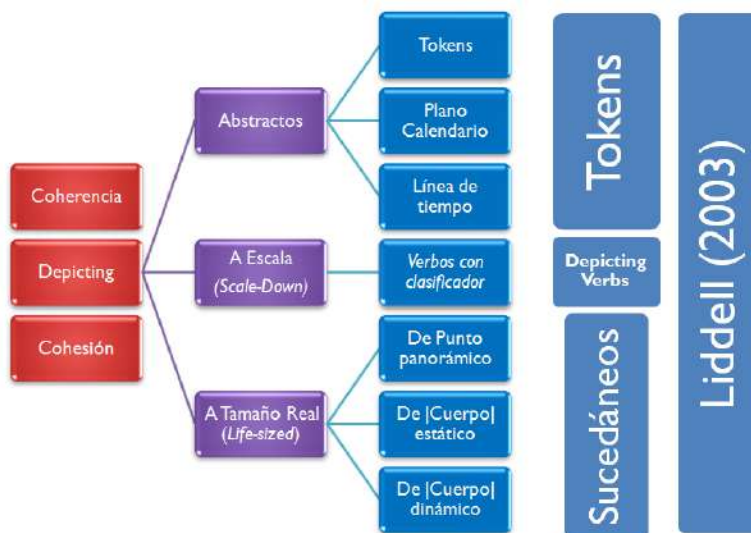 Coherencia
Depicting
Cohesión
Abstractos
A Escala
(Scale-Down)
A Tamaño Real
(Life-sized)
Tokens
Plano
Calendario
Línea de
tiempo
Verbos con
clasificador
De Punto
panorámico
De |Cuerpo|
estático
De |Cuerpo|
dinámico
Tokens
Depicting
Verbs
Sucedáneos
Liddell (2003)